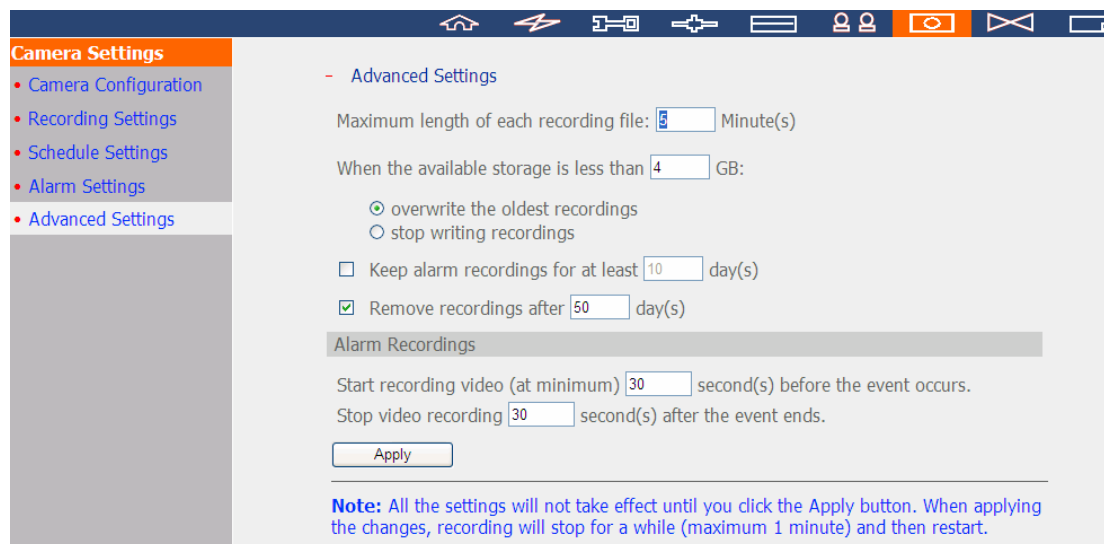 Camera Settings
• Camera Configuration
• Recording Settings
• Schedule Settings
• Alarm Settings
• Advanced Settings
– Advanced Settings
Maximum length of each recording file: 5 Minute(s)
When the available storage is less than 4 GB:
overwrite the oldest recordings
stop writing recordings
Keep alarm recordings for at least 10 day(s)
Remove recordings after 50 day(s)
Alarm Recordings
Start recording video (at minimum) 30 second(s) before the event occurs.
Stop video recording 30 second(s) after the event ends.
Apply
Note: All the settings will not take effect until you click the Apply button. When applying
the changes, recording will stop for a while (maximum 1 minute) and then restart.